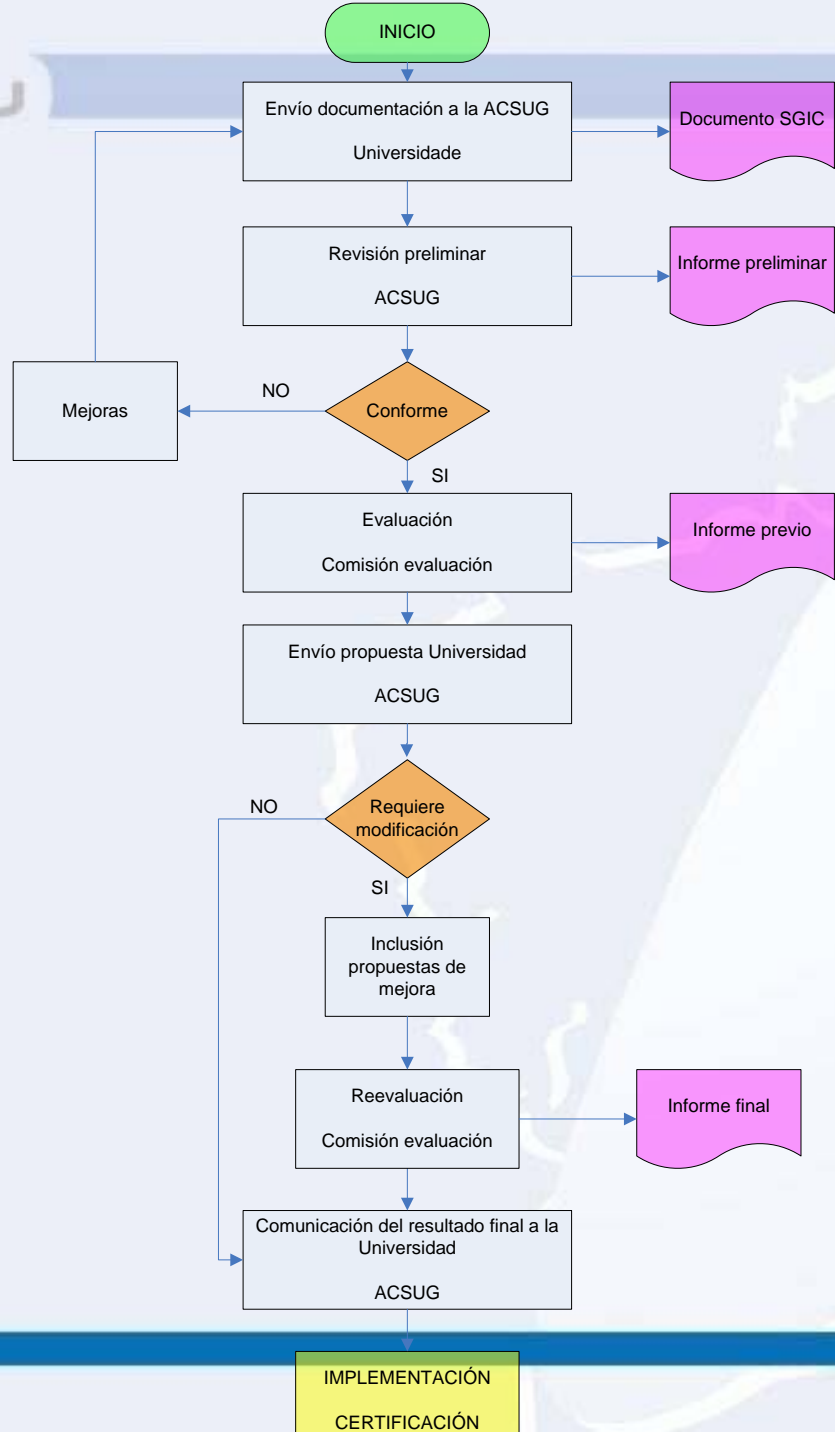 INICIO
Envío documentación a la ACSUG
Universidade
Documento SGIC
Revisión preliminar
ACSUG
Informe preliminar
Mejoras
NO
Conforme
SI
Evaluación
Comisión evaluación
Informe previo
Envío propuesta Universidad
ACSUG
NO
Requiere
modificación
SI
Inclusión
propuestas de
mejora
Reevaluación
Comisión evaluación
Informe final
Comunicación del resultado final a la
Universidad
ACSUG
IMPLEMENTACIÓN
CERTIFICACIÓN